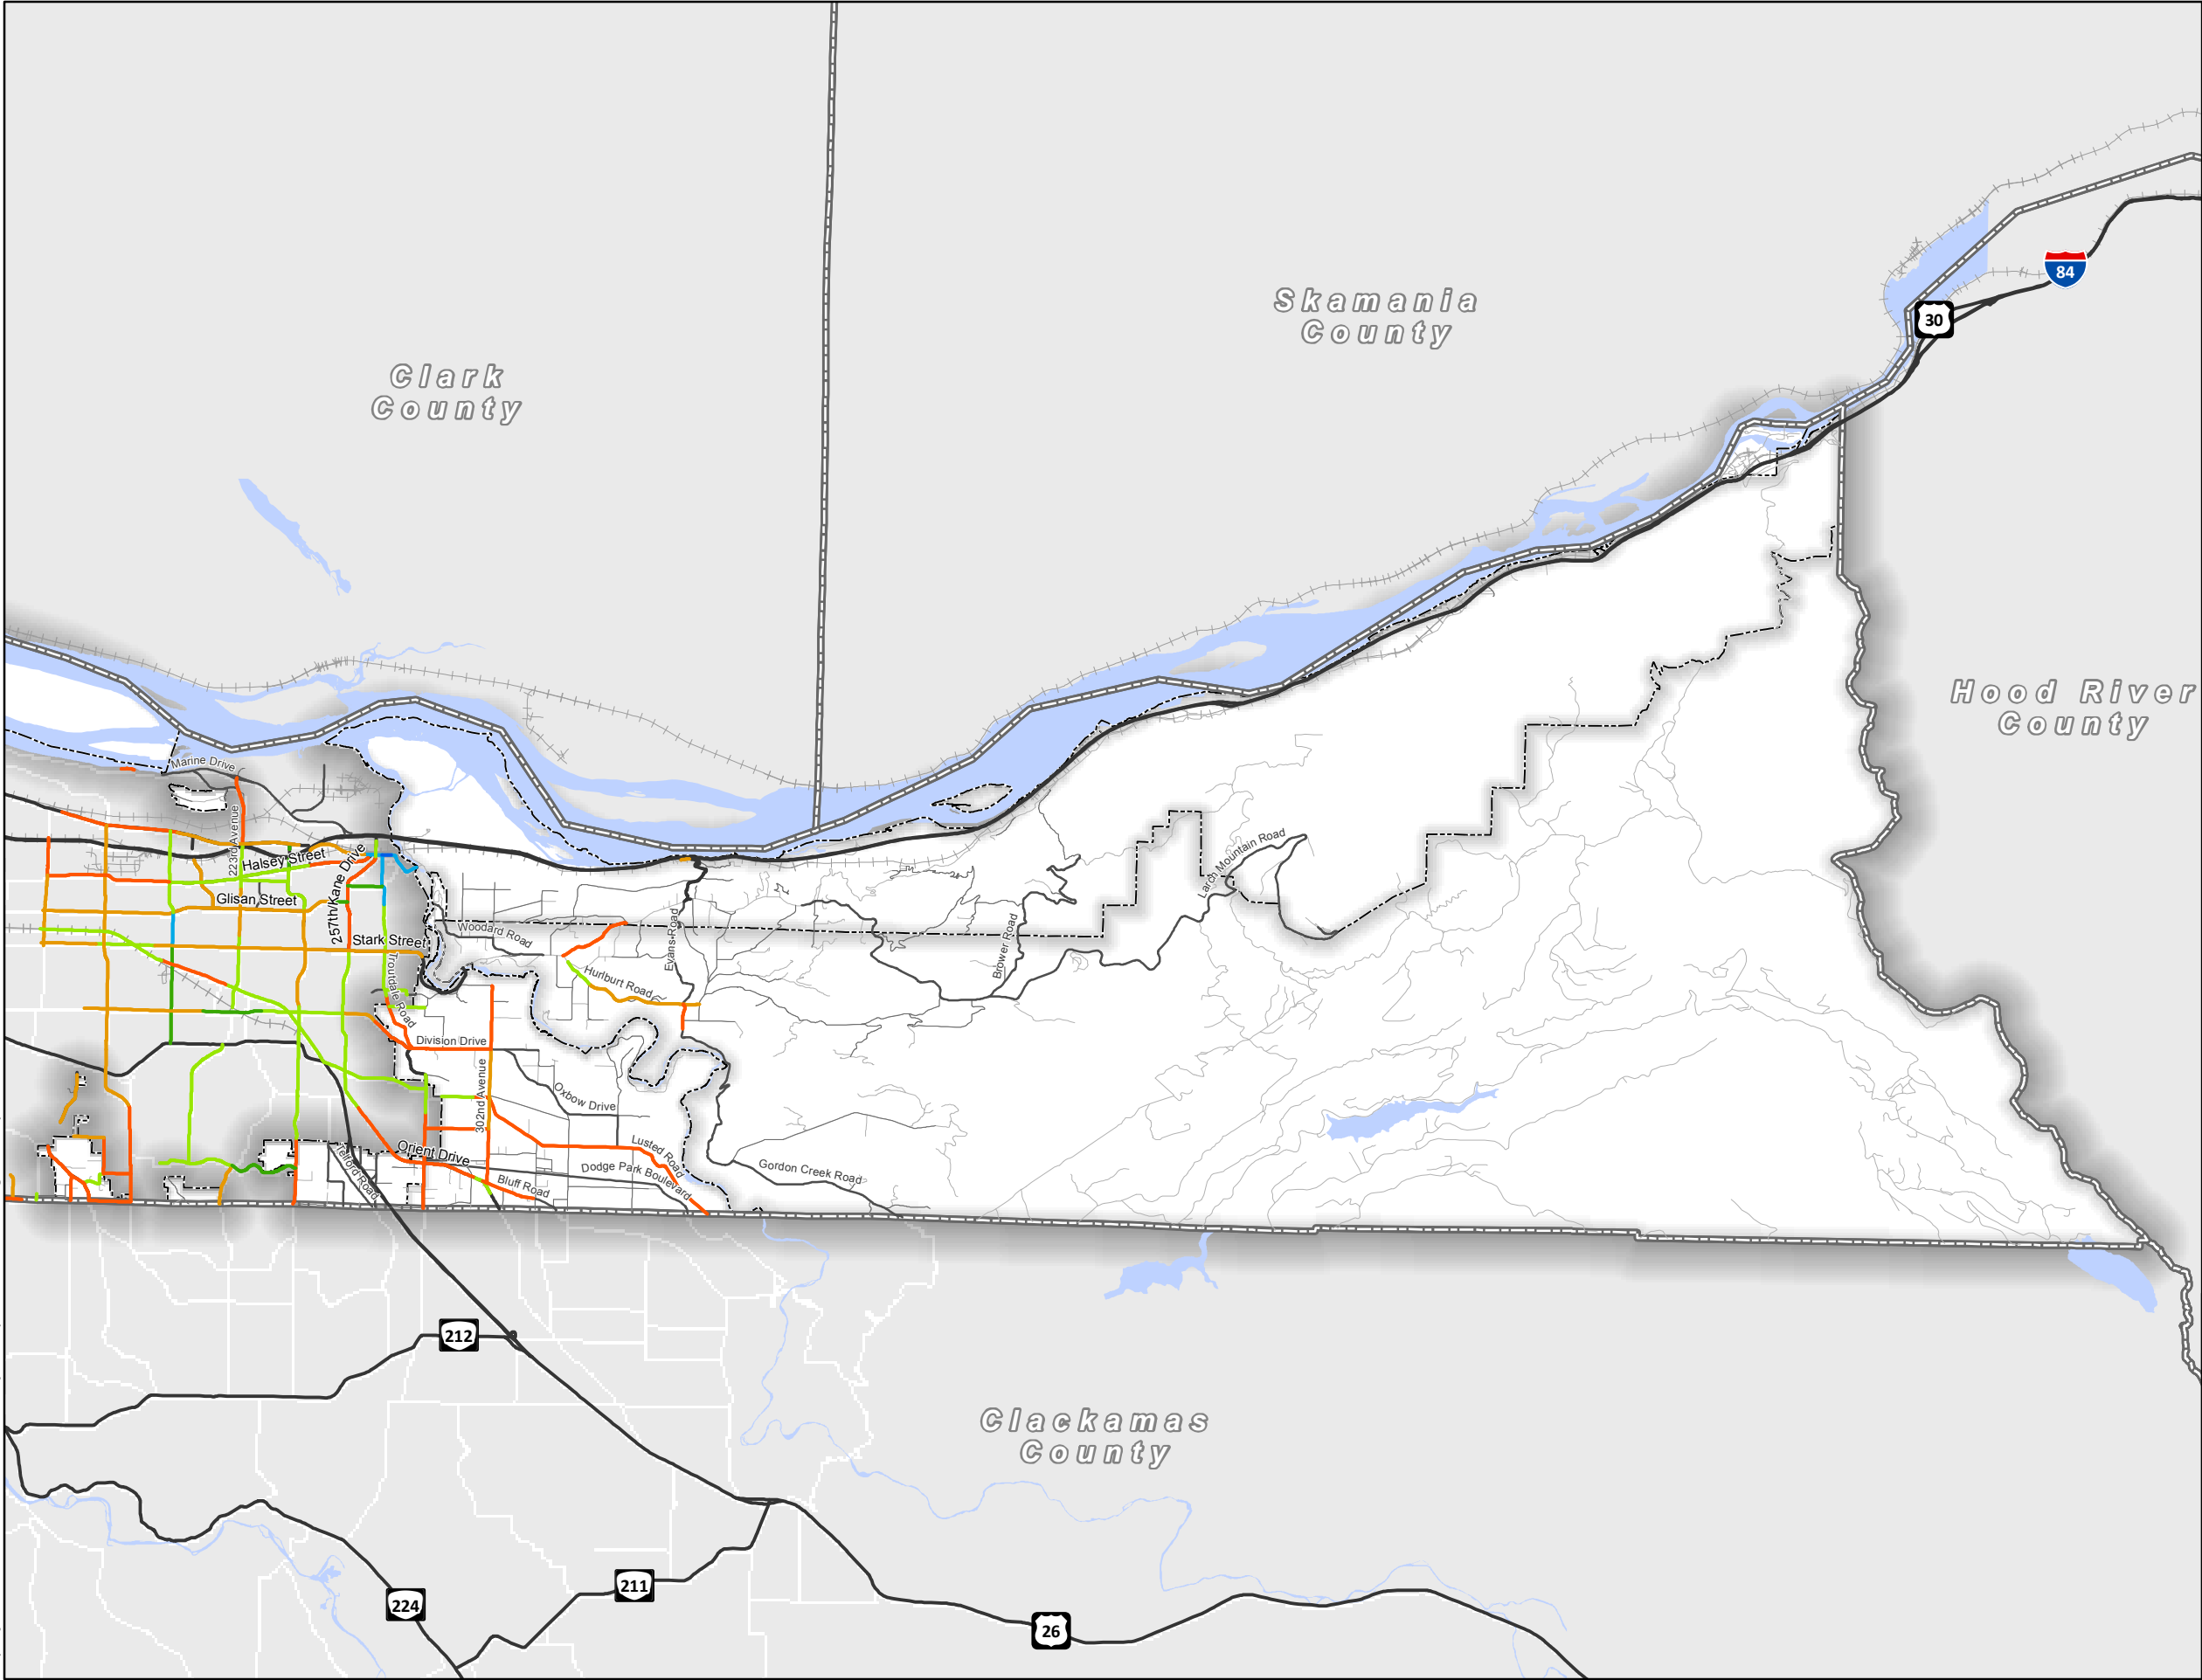 84
30
Skamania
County
Clark
County
Hood River
County
Marine Drive
223rd Avenue
Halsey Street
257th/Kane Drive
Glisan Street
Stark Street
Troutdale Road
Woodard Road
Evans Road
Hurlburt Road
Larch Mountain Road
Brower Road
Division Drive
302nd Avenue
Oxbow Drive
Orient Drive
Telford Road
Lusted Road
Dodge Park Boulevard
Bluff Road
Gordon Creek Road
212
Clackamas
County
211
224
26